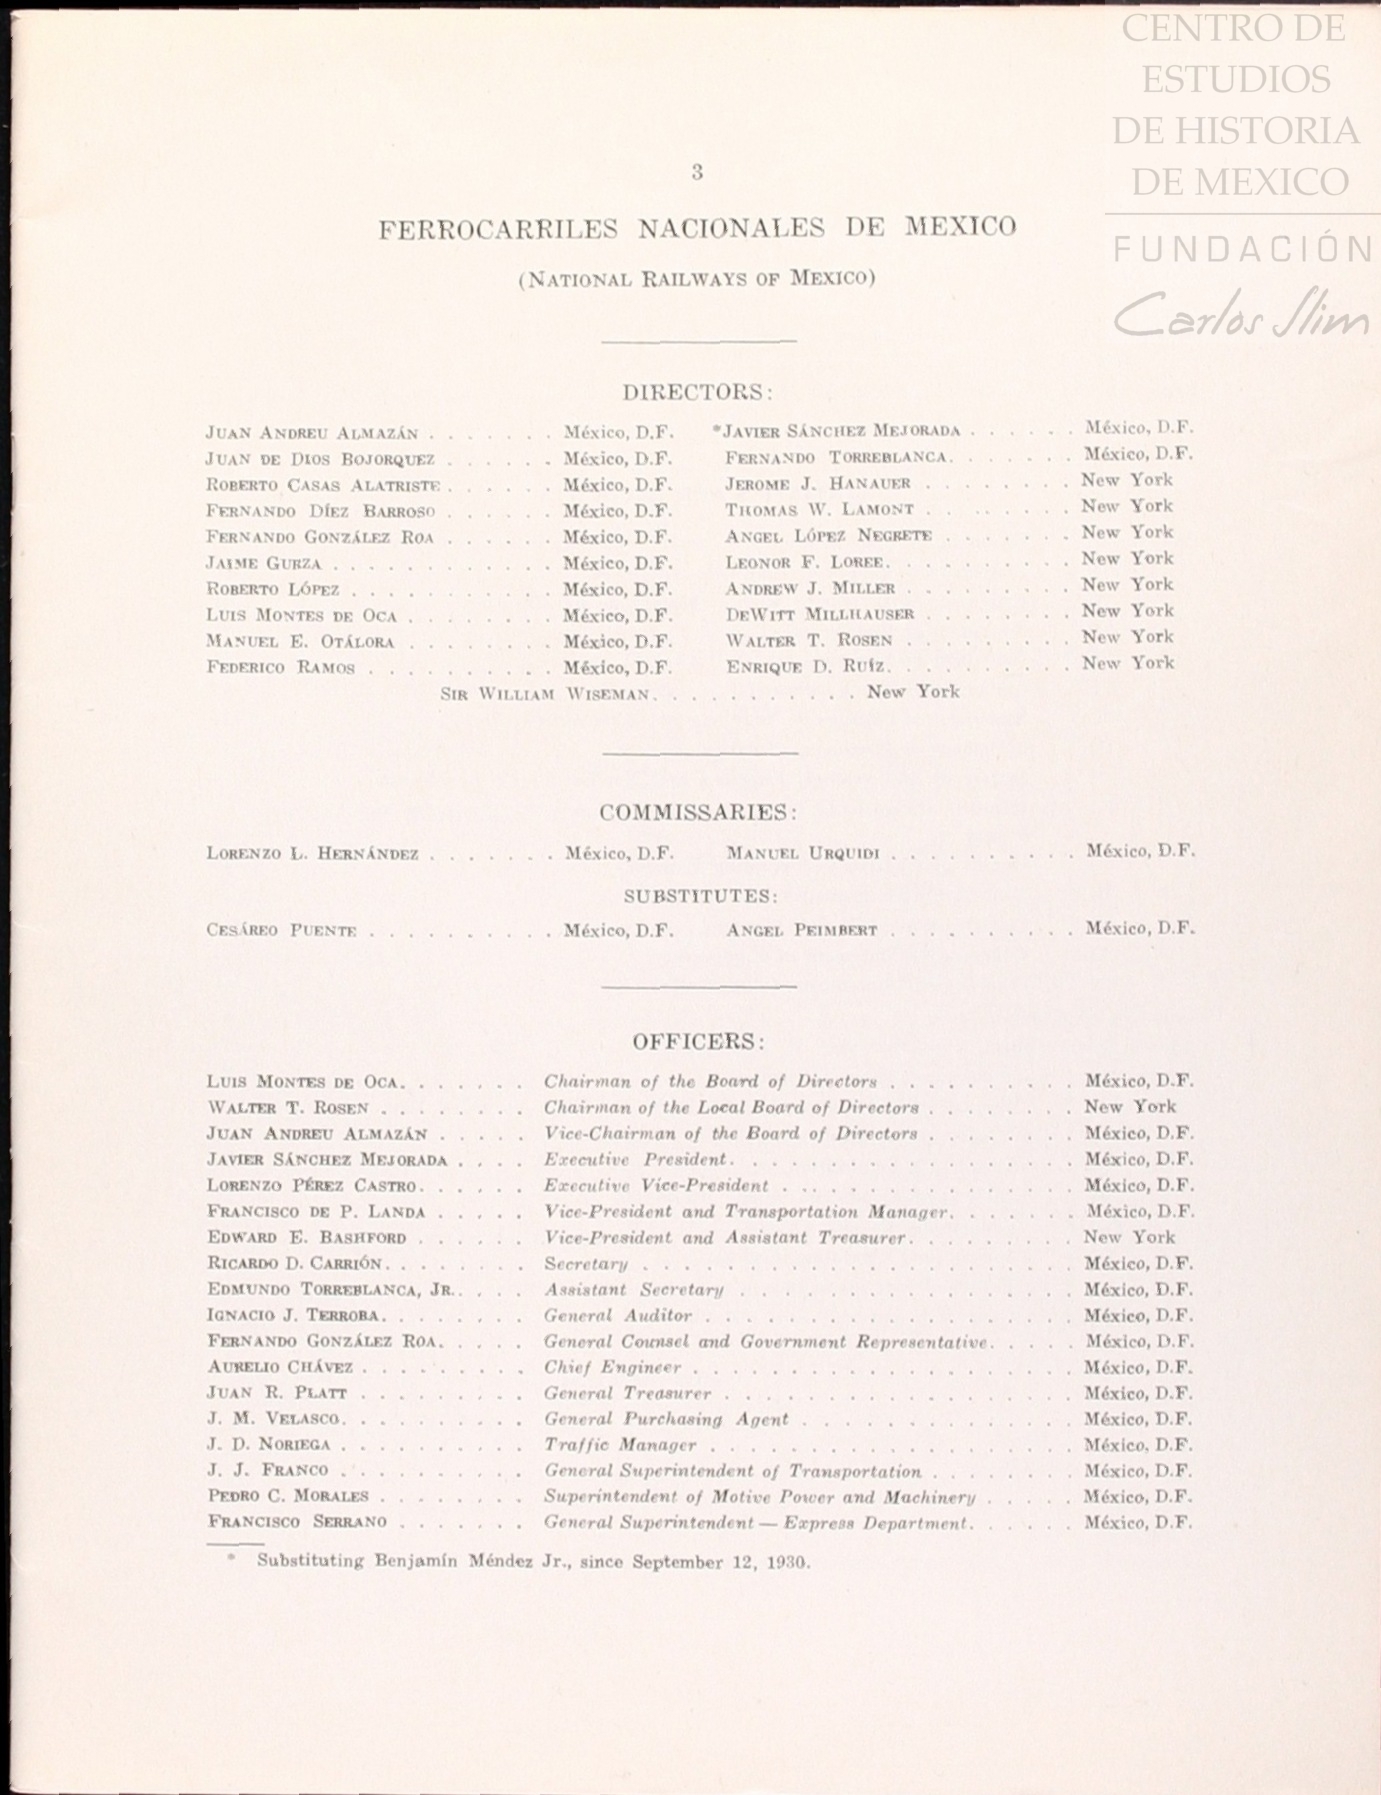 CENTRO DE
ESTUDIOS
DE HISTORIA
DE MEXICO
FUNDACIÓN
Carlos Slim
3
FERROCARRILES NACIONALES DE MEXICO
(NATIONAL RAILWAYS OF MEXICO)
DIRECTORS:
JUAN ANDREU ALMAZÁN . . . . . . . México, D.F. *JAVIER SÁNCHEZ MEJORADA . . . . . . México, D.F.
JUAN DE DIOS BOJORQUEZ . . . . . . México, D.F. FERNANDO TORREBLANCA. . . . . . . México, D.F.
ROBERTO CASAS ALATRISTE . . . . . . México, D.F. JEROME J. HANAUER . . . . . . . . New York
FERNANDO DÍEZ BARROSO . . . . . . México, D.F. THOMAS W. LAMONT . . . . . . . . New York
FERNANDO GONZÁLEZ ROA . . . . . . México, D.F. ANGEL LÓPEZ NEGRETE . . . . . . . New York
JAIME GURZA . . . . . . . . . . . . México, D.F. LEONOR F. LOREE. . . . . . . . . . New York
ROBERTO LÓPEZ . . . . . . . . . . . México, D.F. ANDREW J. MILLER . . . . . . . . . New York
LUIS MONTES DE OCA . . . . . . . . México, D.F. DEWITT MILLHAUSER . . . . . . . . New York
MANUEL E. OTÁLORA . . . . . . . . México, D.F. WALTER T. ROSEN . . . . . . . . . New York
FEDERICO RAMOS . . . . . . . . . . México, D.F. ENRIQUE D. RUÍZ. . . . . . . . . . New York
SIR WILLIAM WISEMAN. . . . . . . . . . . New York
COMMISSARIES:
LORENZO L. HERNÁNDEZ . . . . . . . México, D.F. MANUEL URQUIDI . . . . . . . . . . México, D.F.
SUBSTITUTES:
CESÁREO PUENTE . . . . . . . . . . México, D.F. ANGEL PEIMBERT . . . . . . . . . . México, D.F.
OFFICERS:
LUIS MONTES DE OCA. . . . . . . Chairman of the Board of Directors . . . . . . . . . . México, D.F.
WALTER T. ROSEN . . . . . . . . Chairman of the Local Board of Directors . . . . . . . . New York
JUAN ANDREU ALMAZÁN . . . . . Vice-Chairman of the Board of Directors . . . . . . . . México, D.F.
JAVIER SÁNCHEZ MEJORADA . . . . Executive President. . . . . . . . . . . . . . . . . . México, D.F.
LORENZO PÉREZ CASTRO. . . . . . Executive Vice-President . . . . . . . . . . . . . . . México, D.F.
FRANCISCO DE P. LANDA . . . . . Vice-President and Transportation Manager. . . . . . . México, D.F.
EDWARD E. BASHFORD . . . . . . Vice-President and Assistant Treasurer. . . . . . . . . New York
RICARDO D. CARRIÓN. . . . . . . . Secretary . . . . . . . . . . . . . . . . . . . . . . México, D.F.
EDMUNDO TORREBLANCA, JR.. . . . Assistant Secretary . . . . . . . . . . . . . . . . . México, D.F.
IGNACIO J. TERROBA. . . . . . . . General Auditor . . . . . . . . . . . . . . . . . . . México, D.F.
FERNANDO GONZÁLEZ ROA. . . . . General Counsel and Government Representative. . . . . México, D.F.
AURELIO CHÁVEZ . . . . . . . . . Chief Engineer . . . . . . . . . . . . . . . . . . . . México, D.F.
JUAN R. PLATT . . . . . . . . . General Treasurer . . . . . . . . . . . . . . . . . . México, D.F.
J. M. VELASCO. . . . . . . . . . General Purchasing Agent . . . . . . . . . . . . . . México, D.F.
J. D. NORIEGA . . . . . . . . . . Traffic Manager . . . . . . . . . . . . . . . . . . . México, D.F.
J. J. FRANCO . . . . . . . . . . General Superintendent of Transportation . . . . . . . . México, D.F.
PEDRO C. MORALES . . . . . . . . Superintendent of Motive Power and Machinery . . . . . México, D.F.
FRANCISCO SERRANO . . . . . . . General Superintendent — Express Department. . . . . . México, D.F.
* Substituting Benjamín Méndez Jr., since September 12, 1930.